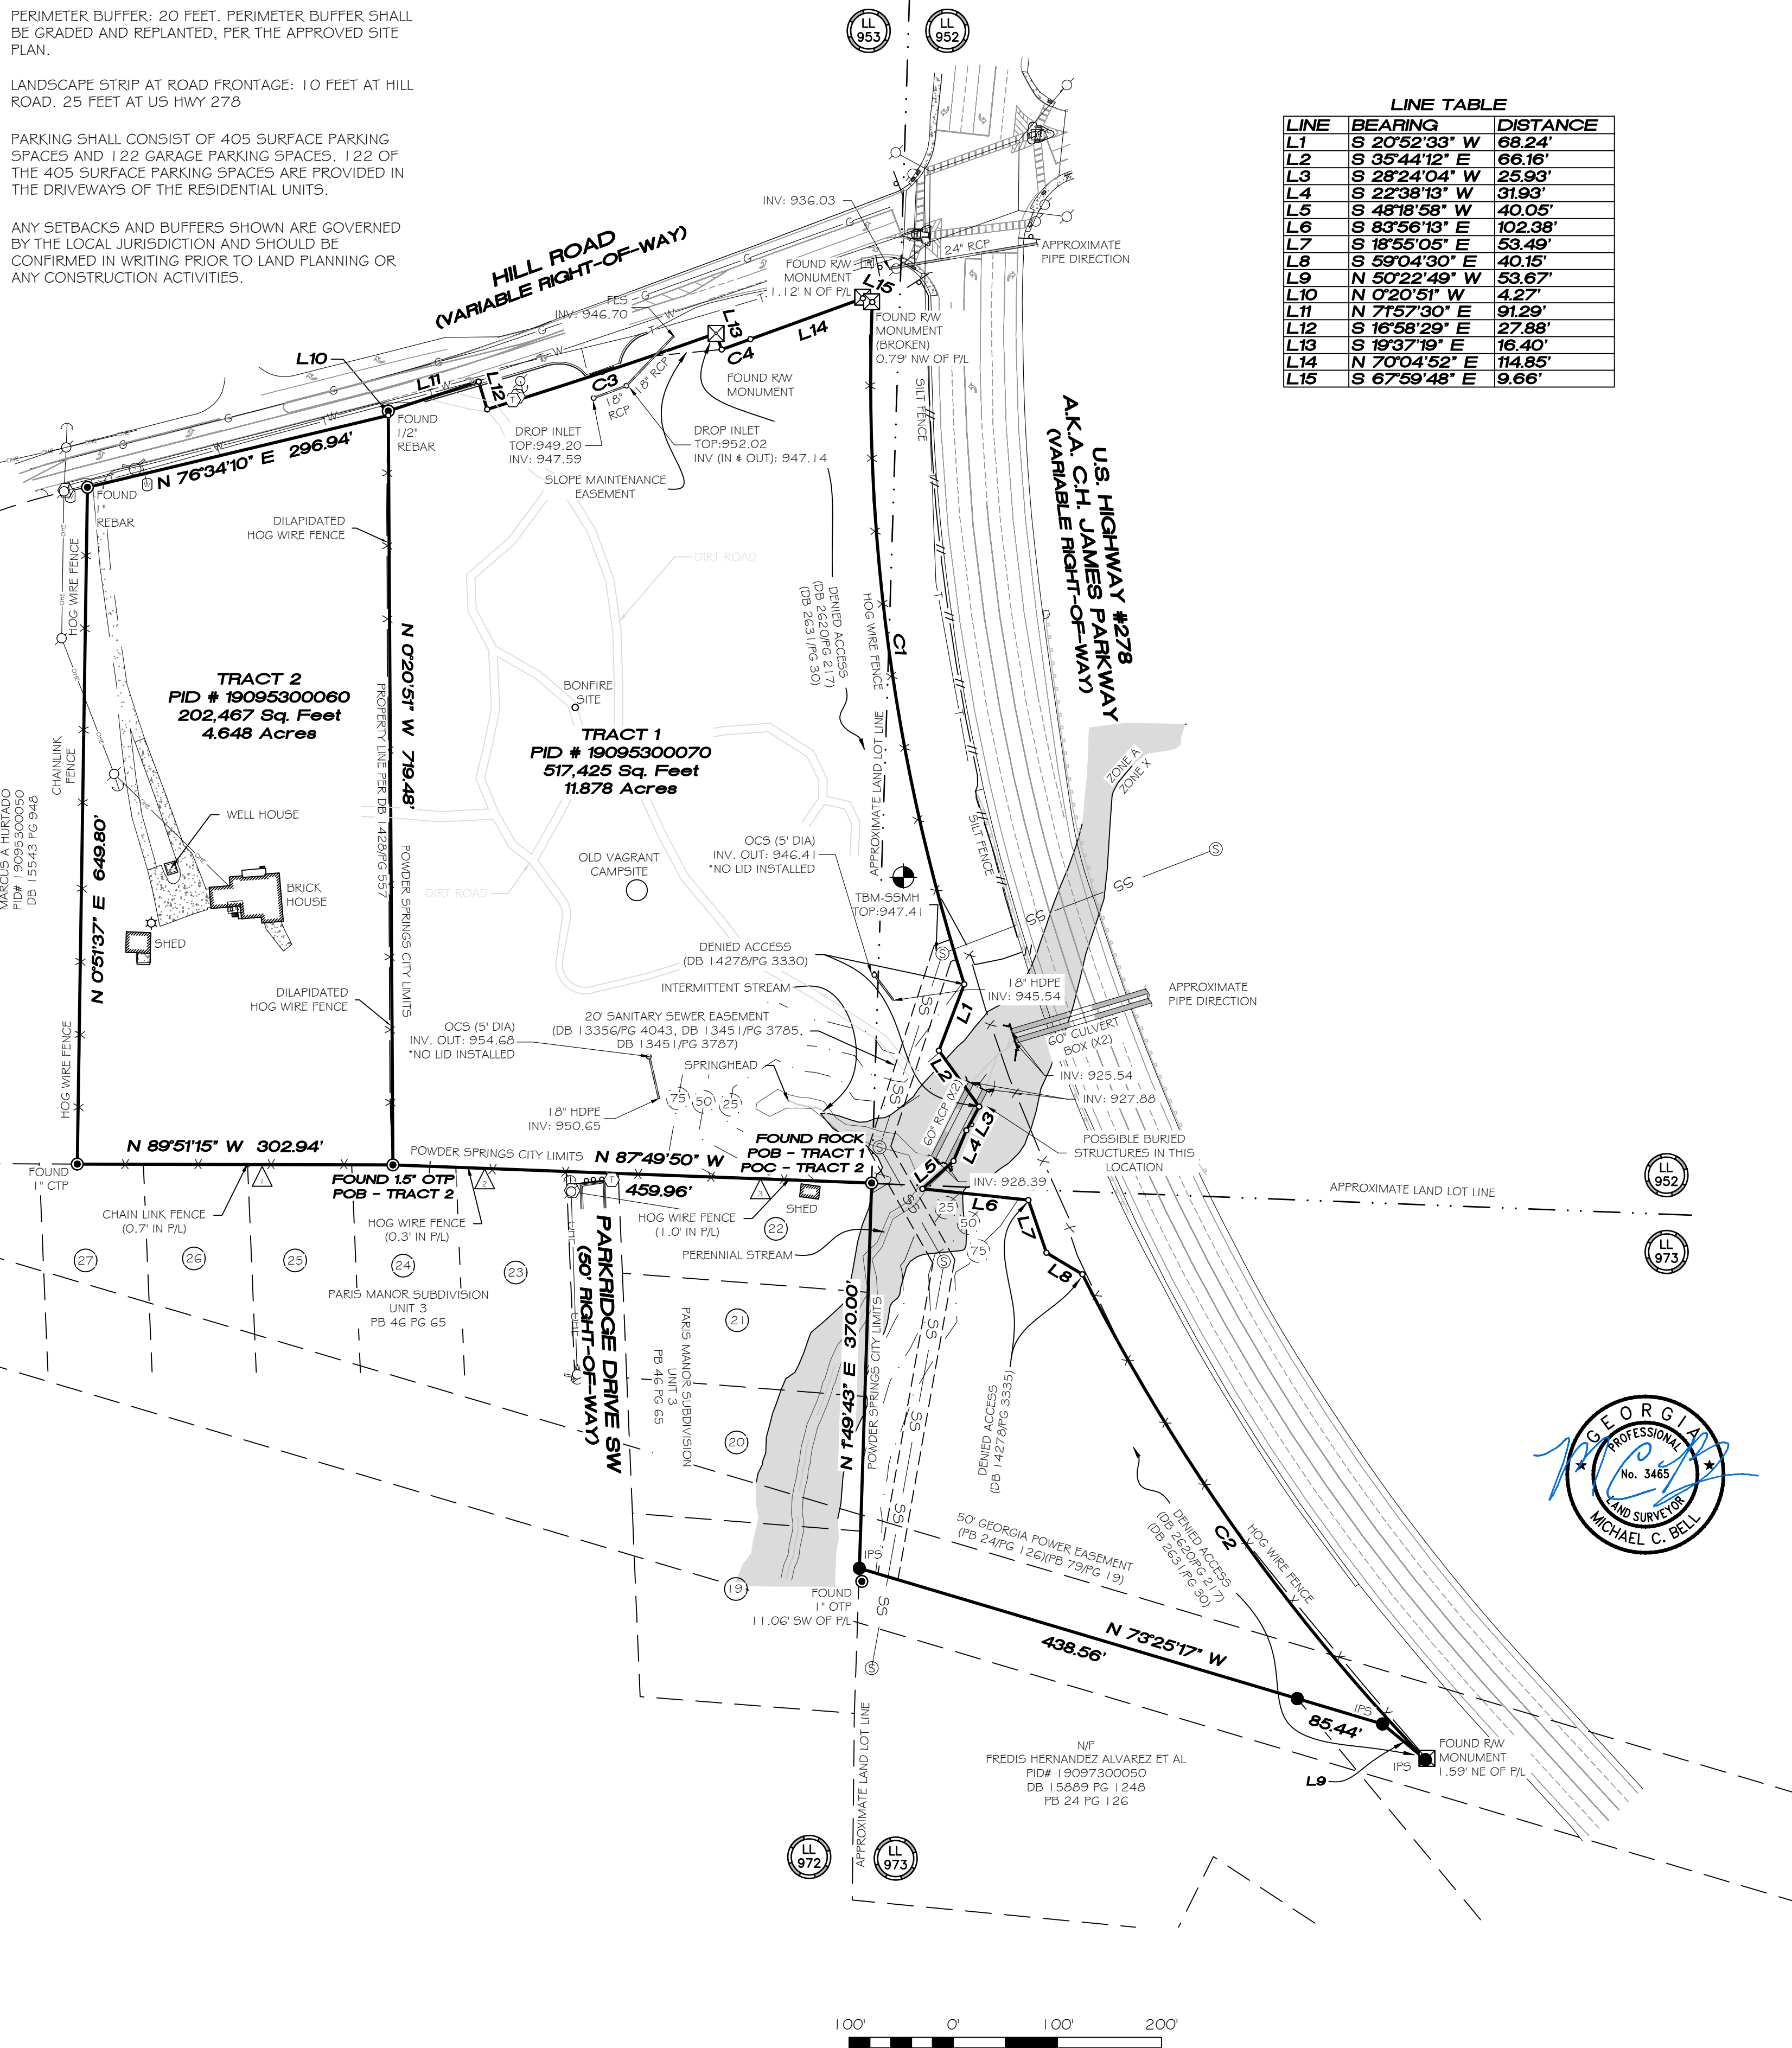 PERIMETER BUFFER: 20 FEET. PERIMETER BUFFER SHALL
BE GRADED AND REPLANTED, PER THE APPROVED SITE
PLAN.
LANDSCAPE STRIP AT ROAD FRONTAGE: 10 FEET AT HILL
ROAD. 25 FEET AT US HWY 278
PARKING SHALL CONSIST OF 405 SURFACE PARKING
SPACES AND 122 GARAGE PARKING SPACES. 122 OF
THE 405 SURFACE PARKING SPACES ARE PROVIDED IN
THE DRIVEWAYS OF THE RESIDENTIAL UNITS.
ANY SETBACKS AND BUFFERS SHOWN ARE GOVERNED
BY THE LOCAL JURISDICTION AND SHOULD BE
CONFIRMED IN WRITING PRIOR TO LAND PLANNING OR
ANY CONSTRUCTION ACTIVITIES.
LL
953
LL
952
LINE TABLE
LINE BEARING DISTANCE
L1 S 20°52'33" W 68.24'
L2 S 35°44'12" E 66.16'
L3 S 28°24'04" W 25.93'
L4 S 22°38'13" W 31.93'
L5 S 48°18'58" W 40.05'
L6 S 83°56'13" E 102.38'
L7 S 18°55'05" E 53.49'
L8 S 59°04'30" E 40.15'
L9 N 50°22'49" W 53.67'
L10 N 0°20'51" W 4.27'
L11 N 71°57'30" E 91.29'
L12 S 16°58'29" E 27.88'
L13 S 19°37'19" E 16.40'
L14 N 70°04'52" E 114.85'
L15 S 67°59'48" E 9.66'
HILL ROAD
(VARIABLE RIGHT-OF-WAY)
INV: 936.03
24" RCP
APPROXIMATE
PIPE DIRECTION
FOUND R/W
MONUMENT
1.12' N OF P/L
L15
FES
INV: 946.70
L13
L14
C4
FOUND R/W
MONUMENT
(BROKEN)
0.79' NW OF P/L
FOUND R/W
MONUMENT
L10
L11
L12
C3
18" RCP
18"
RCP
FOUND
1/2"
REBAR
DROP INLET
TOP:949.20
INV: 947.59
DROP INLET
TOP:952.02
INV (IN & OUT): 947.14
SLOPE MAINTENANCE
EASEMENT
N 76°34'10" E 296.94'
FOUND
1"
REBAR
DILAPIDATED
HOG WIRE FENCE
HOG WIRE FENCE
SILT FENCE
U.S. HIGHWAY #278
A.K.A. C.H. JAMES PARKWAY
(VARIABLE RIGHT-OF-WAY)
DIRT ROAD
DENIED ACCESS
(DB 2620/PG 217)
(DB 2631/PG 30)
HOG WIRE FENCE
C1
TRACT 2
PID # 19095300060
202,467 Sq. Feet
4.648 Acres
N 0°20'51" W 719.48'
PROPERTY LINE PER DB 1428/PG 557
BONFIRE
SITE
TRACT 1
PID # 19095300070
517,425 Sq. Feet
11.878 Acres
APPROXIMATE LAND LOT LINE
ZONE A
ZONE X
CHAINLINK
FENCE
MARCUS A HURTADO
PID# 19095300050
DB 15543 PG 948
N 0°51'37" E 649.80'
WELL HOUSE
BRICK
HOUSE
SHED
DIRT ROAD
POWDER SPRINGS CITY LIMITS
OLD VAGRANT
CAMPSITE
OCS (5' DIA)
INV. OUT: 946.41
*NO LID INSTALLED
SILT FENCE
TBM-SSMH
TOP:947.41
DENIED ACCESS
(DB 14278/PG 3330)
INTERMITTENT STREAM
18" HDPE
INV: 945.54
APPROXIMATE
PIPE DIRECTION
DILAPIDATED
HOG WIRE FENCE
HOG WIRE FENCE
20' SANITARY SEWER EASEMENT
(DB 13356/PG 4043, DB 13451/PG 3785,
DB 13451/PG 3787)
OCS (5' DIA)
INV. OUT: 954.68
*NO LID INSTALLED
SPRINGHEAD
L1
L2
60" CULVERT
BOX (X2)
INV: 925.54
INV: 927.88
60" RCP (X2)
75
50
25
18" HDPE
INV: 950.65
L3
L4
L5
POSSIBLE BURIED
STRUCTURES IN THIS
LOCATION
INV: 928.39
N 89°51'15" W 302.94'
POWDER SPRINGS CITY LIMITS
N 87°49'50" W
459.96'
FOUND ROCK
POB - TRACT 1
POC - TRACT 2
FOUND
1" CTP
FOUND 1.5" OTP
POB - TRACT 2
1
2
3
CHAIN LINK FENCE
(0.7' IN P/L)
HOG WIRE FENCE
(0.3' IN P/L)
HOG WIRE FENCE
(1.0' IN P/L)
SHED
22
PERENNIAL STREAM
L6
L7
L8
25
50
75
APPROXIMATE LAND LOT LINE
LL
952
LL
973
27
26
25
24
23
PARIS MANOR SUBDIVISION
UNIT 3
PB 46 PG 65
PARKRIDGE DRIVE SW
(50' RIGHT-OF-WAY)
PARIS MANOR SUBDIVISION
UNIT 3
PB 46 PG 65
21
20
19
N 1°49'43" E 370.00'
POWDER SPRINGS CITY LIMITS
DENIED ACCESS
(DB 14278/PG 3335)
50' GEORGIA POWER EASEMENT
(PB 24/PG 126)(PB 79/PG 19)
DENIED ACCESS
(DB 2620/PG 217)
(DB 2631/PG 30)
C2
HOG WIRE FENCE
GEORGIA
PROFESSIONAL
No. 3465
LAND SURVEYOR
MICHAEL C. BELL
IPS
FOUND
1" OTP
11.06' SW OF P/L
N 73°25'17" W
438.56'
85.44'
IPS
IPS
FOUND R/W
MONUMENT
1.59' NE OF P/L
L9
APPROXIMATE LAND LOT LINE
N/F
FREDIS HERNANDEZ ALVAREZ ET AL
PID# 19097300050
DB 15889 PG 1248
PB 24 PG 126
LL
972
LL
973
100' 0' 100' 200'